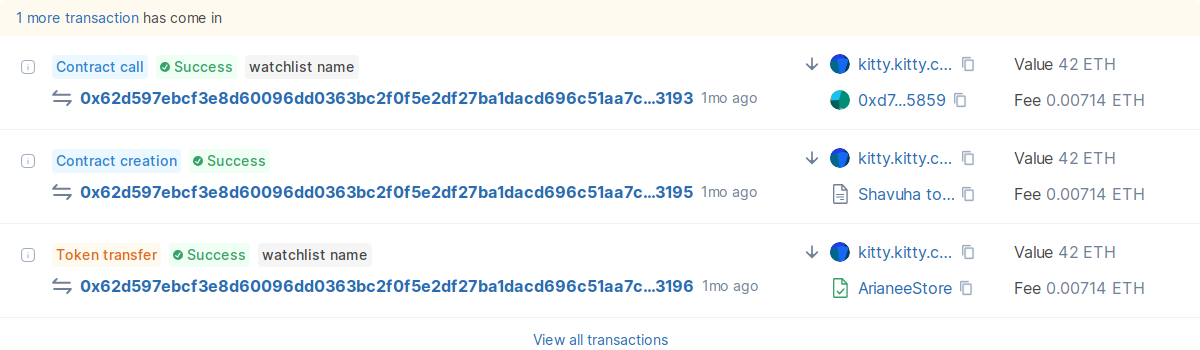 1 more transaction has come in
Contract call Success watchlist name
0x62d597ebcf3e8d60096dd0363bc2f0f5e2df27ba1dacd696c51aa7c...3193 1mo ago
kitty.kitty.c... Value 42 ETH
0xd7...5859 Fee 0.00714 ETH
Contract creation Success
0x62d597ebcf3e8d60096dd0363bc2f0f5e2df27ba1dacd696c51aa7c...3195 1mo ago
kitty.kitty.c... Value 42 ETH
Shavuha to... Fee 0.00714 ETH
Token transfer Success watchlist name
0x62d597ebcf3e8d60096dd0363bc2f0f5e2df27ba1dacd696c51aa7c...3196 1mo ago
kitty.kitty.c... Value 42 ETH
ArianeeStore Fee 0.00714 ETH
View all transactions